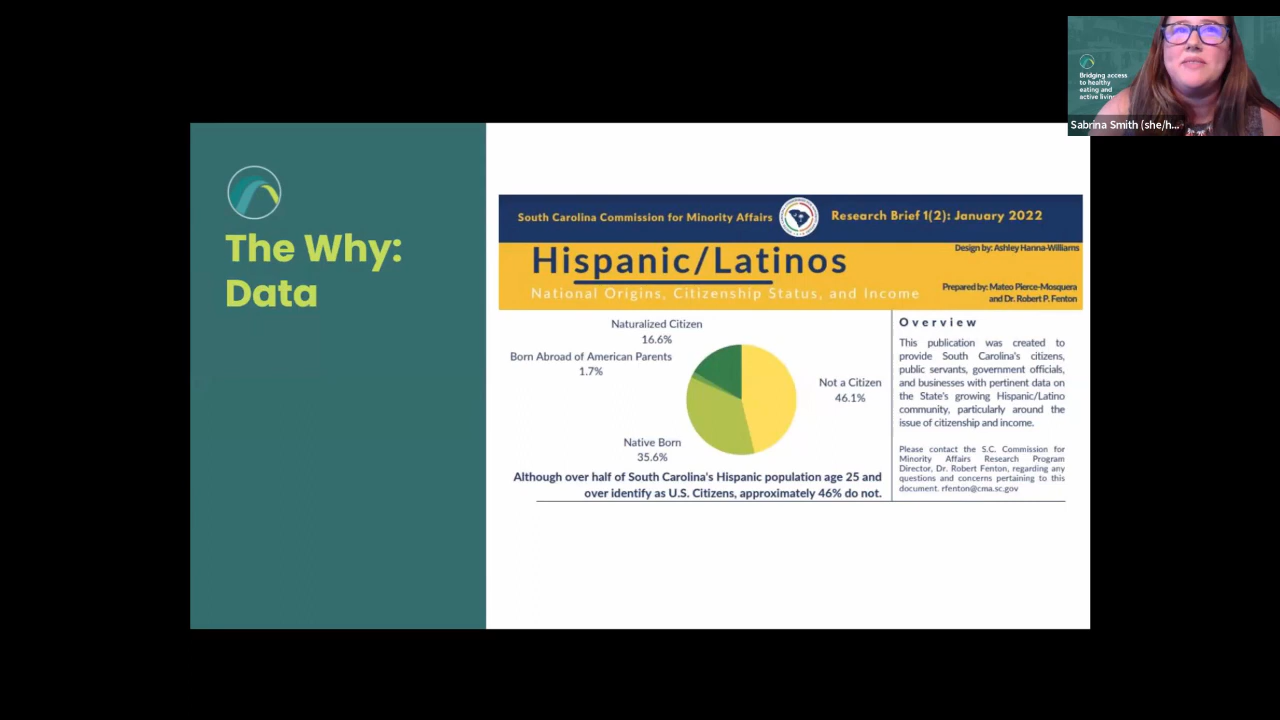 Bridging access
to healthy
eating and
active living
Sabrina Smith (she/h...
The Why:
Data
South Carolina Commission for Minority Affairs
Research Brief 1(2): January 2022
Hispanic/Latinos
National Origins, Citizenship Status, and Income
Design by: Ashley Hanna-Williams
Prepared by: Mateo Pierce-Mosquera
and Dr. Robert P. Fenton
Naturalized Citizen
16.6%
Born Abroad of American Parents
1.7%
Not a Citizen
46.1%
Native Born
35.6%
Although over half of South Carolina's Hispanic population age 25 and
over identify as U.S. Citizens, approximately 46% do not.
Overview
This publication was created to
provide South Carolina's citizens,
public servants, government officials,
and businesses with pertinent data on
the State's growing Hispanic/Latino
community, particularly around the
issue of citizenship and income.
Please contact the S.C. Commission for
Minority Affairs Research Program
Director, Dr. Robert Fenton, regarding any
questions and concerns pertaining to this
document. rfenton@cma.sc.gov